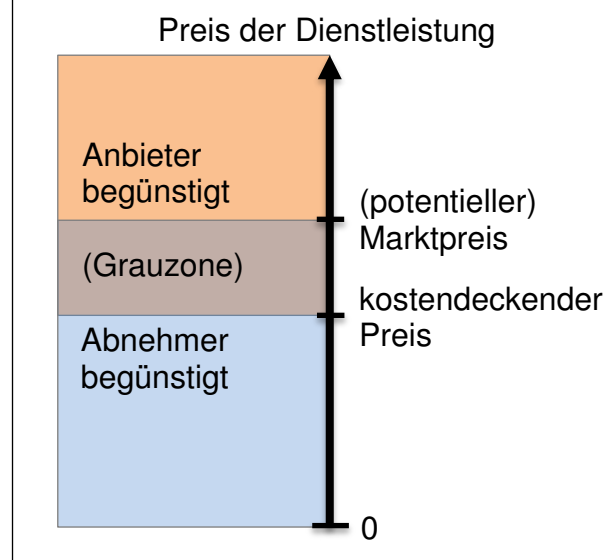 Preis der Dienstleistung
Anbieter
begünstigt
(potentieller)
Marktpreis
(Grauzone)
kostendeckender
Preis
Abnehmer
begünstigt
0